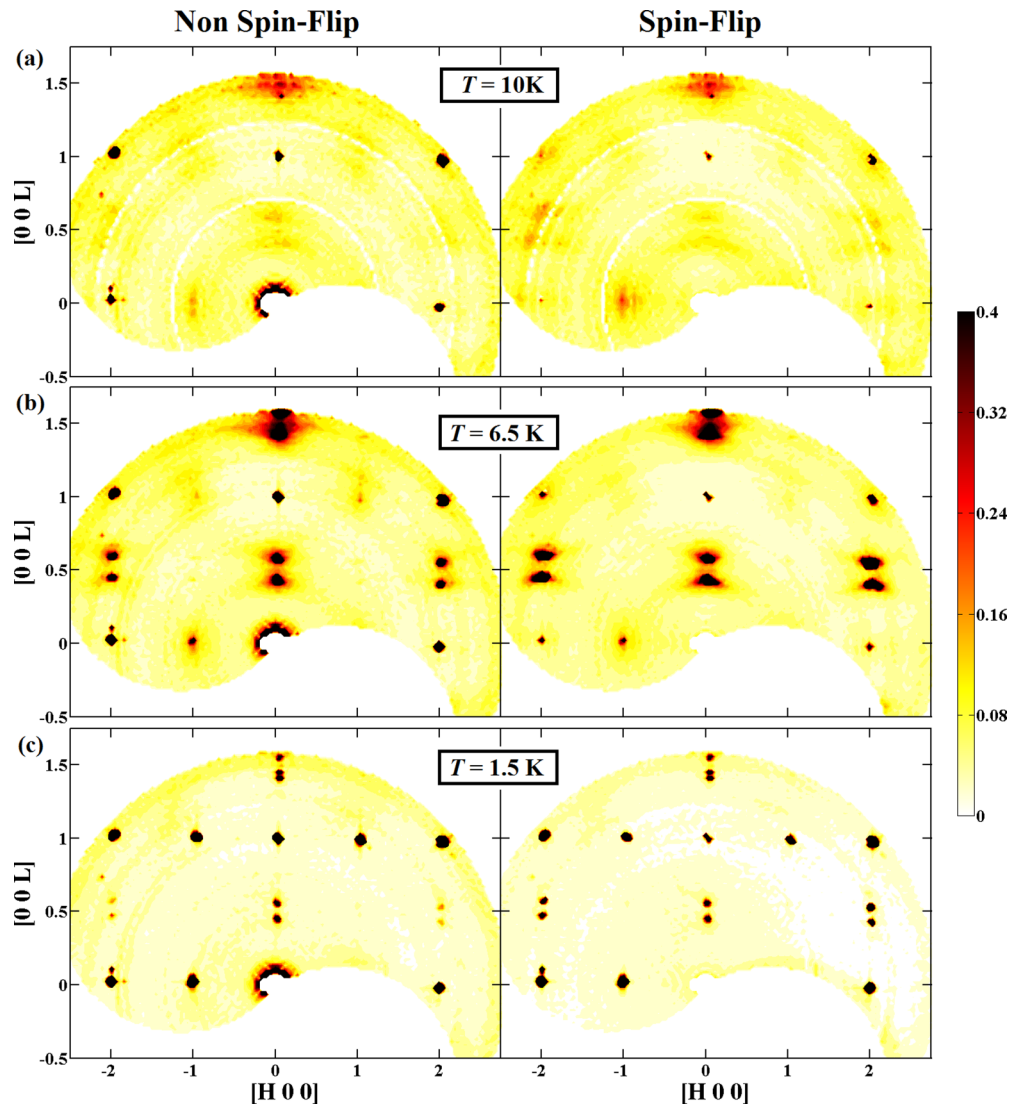 Non Spin-Flip Spin-Flip
(a)
T = 10K
1.5
1
0.5
0
-0.5
[0 0 L]
(b)
T = 6.5 K
1.5
1
0.5
0
-0.5
[0 0 L]
0.4
0.32
0.24
0.16
0.08
0
(c)
T = 1.5 K
1.5
1
0.5
0
-0.5
[0 0 L]
-2 -1 0 1 2 -2 -1 0 1 2
[H 0 0] [H 0 0]